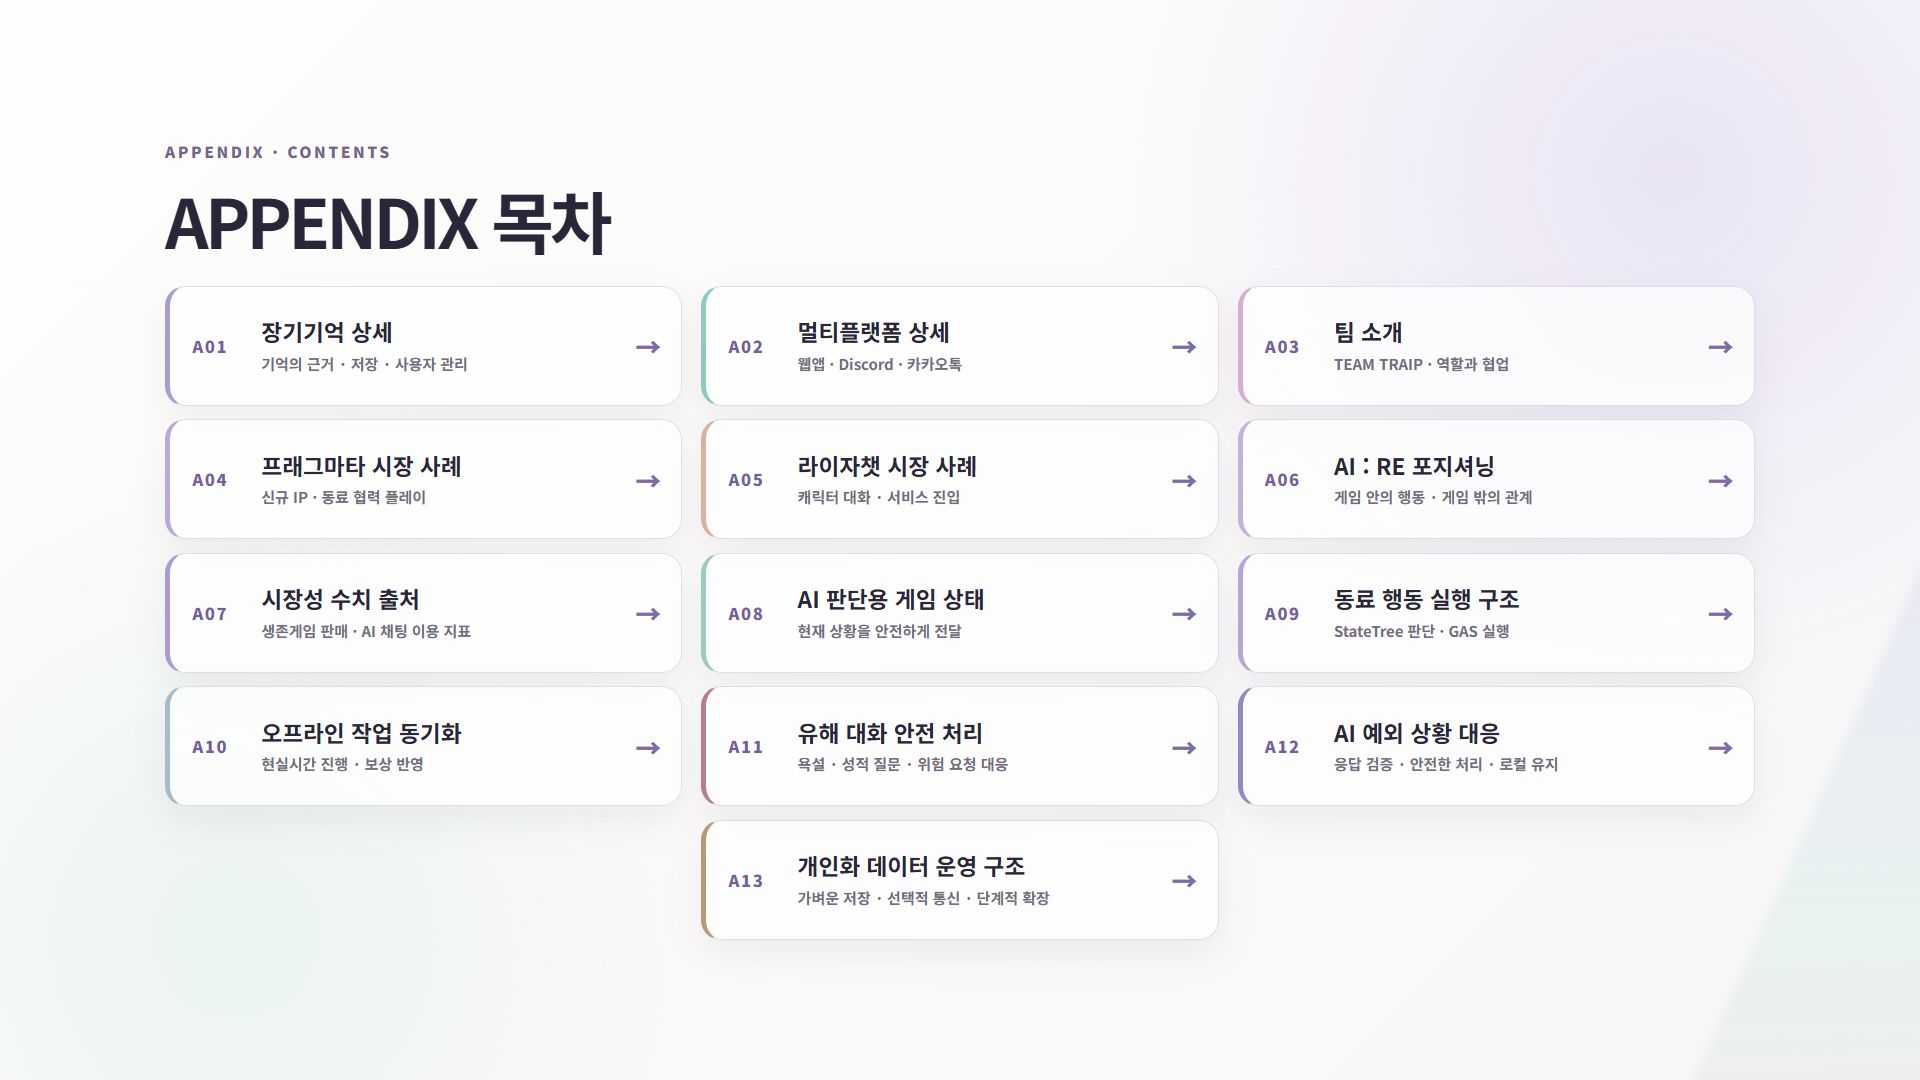 APPENDIX · CONTENTS
APPENDIX 목차
A01
장기기억 상세
기억의 근거 · 저장 · 사용자 관리
→
A02
멀티플랫폼 상세
웹앱 · Discord · 카카오톡
→
A03
팀 소개
TEAM TRAIP · 역할과 협업
→
A04
프래그마타 시장 사례
신규 IP · 동료 협력 플레이
→
A05
라이자챗 시장 사례
캐릭터 대화 · 서비스 진입
→
A06
AI : RE 포지셔닝
게임 안의 행동 · 게임 밖의 관계
→
A07
시장성 수치 출처
생존게임 판매 · AI 채팅 이용 지표
→
A08
AI 판단용 게임 상태
현재 상황을 안전하게 전달
→
A09
동료 행동 실행 구조
StateTree 판단 · GAS 실행
→
A10
오프라인 작업 동기화
현실시간 진행 · 보상 반영
→
A11
유해 대화 안전 처리
욕설 · 성적 질문 · 위험 요청 대응
→
A12
AI 예외 상황 대응
응답 검증 · 안전한 처리 · 로컬 유지
→
A13
개인화 데이터 운영 구조
가벼운 저장 · 선택적 통신 · 단계적 확장
→